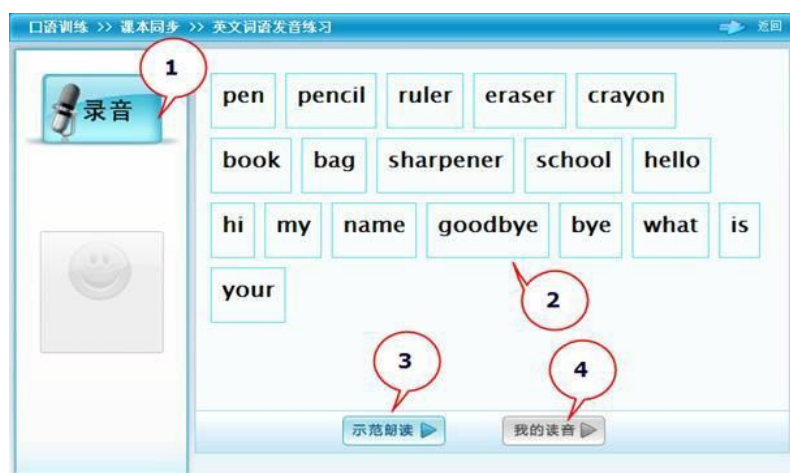 口语训练 >> 课本同步 >> 英文词语发音练习
返回
1
录音
pen pencil ruler eraser crayon
book bag sharpener school hello
hi my name goodbye bye what is
your
2
3
4
示范朗读
我的读音